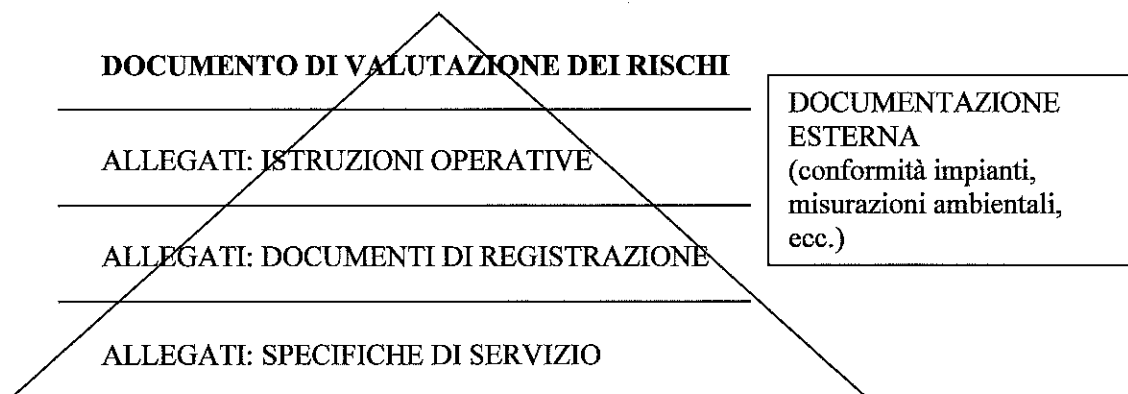 DOCUMENTO DI VALUTAZIONE DEI RISCHI
ALLEGATI: ISTRUZIONI OPERATIVE
ALLEGATI: DOCUMENTI DI REGISTRAZIONE
ALLEGATI: SPECIFICHE DI SERVIZIO
DOCUMENTAZIONE
ESTERNA
(conformità impianti,
misurazioni ambientali,
ecc.)